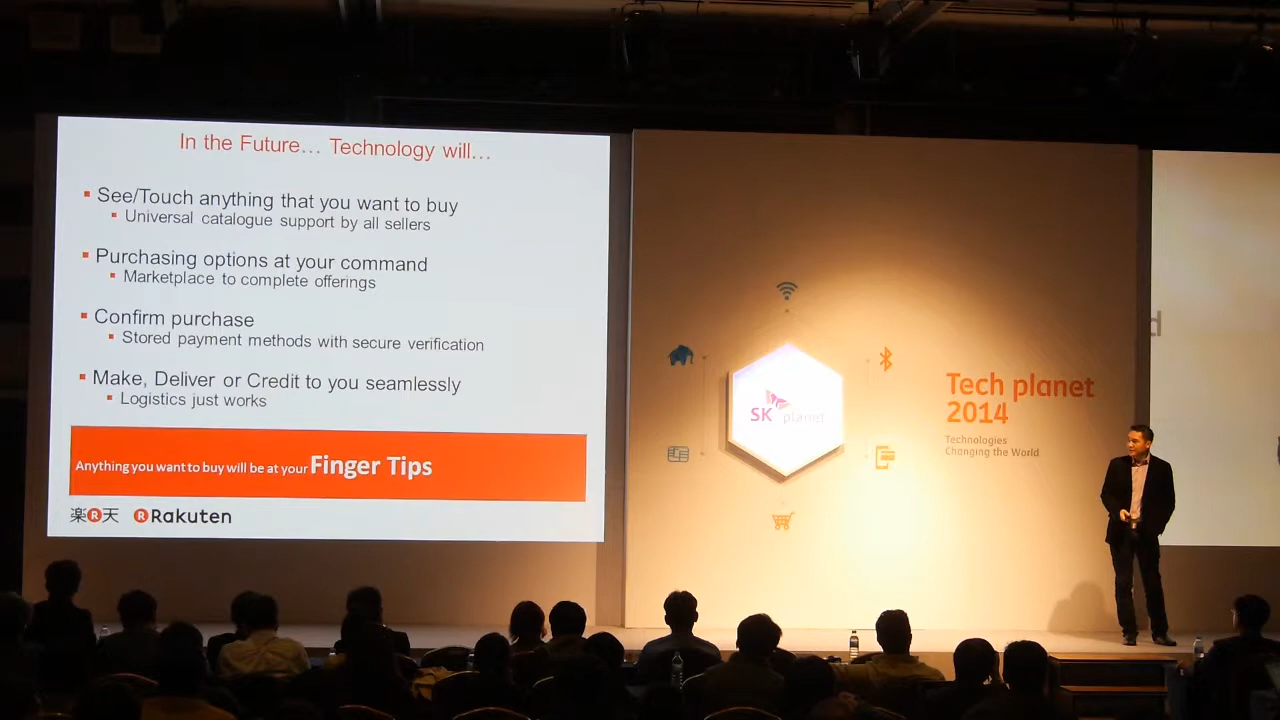 In the Future… Technology will…
▪ See/Touch anything that you want to buy
▪ Universal catalogue support by all sellers
▪ Purchasing options at your command
▪ Marketplace to complete offerings
▪ Confirm purchase
▪ Stored payment methods with secure verification
▪ Make, Deliver or Credit to you seamlessly
▪ Logistics just works
Anything you want to buy will be at your Finger Tips
楽R天 R Rakuten
SK planet
Tech planet
2014
Technologies
Changing the World
d